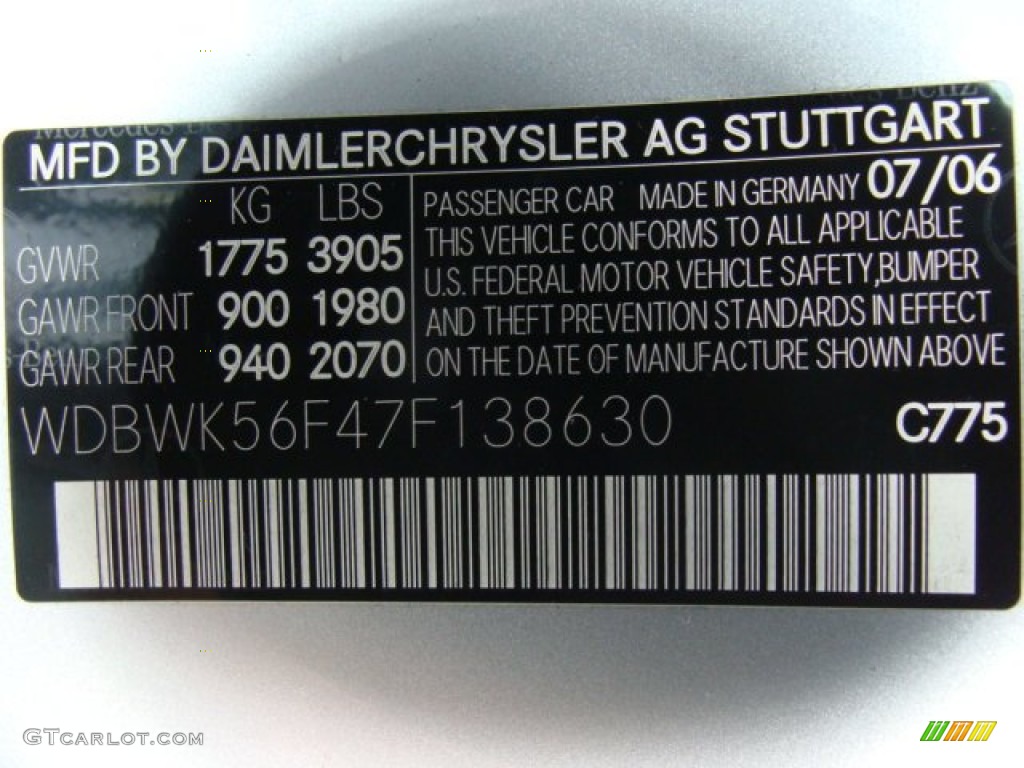 MFD BY DAIMLERCHRYSLER AG STUTTGART
KG LBS
GVWR 1775 3905
GAWR FRONT 900 1980
GAWR REAR 940 2070
PASSENGER CAR MADE IN GERMANY 07/06
THIS VEHICLE CONFORMS TO ALL APPLICABLE
U.S. FEDERAL MOTOR VEHICLE SAFETY,BUMPER
AND THEFT PREVENTION STANDARDS IN EFFECT
ON THE DATE OF MANUFACTURE SHOWN ABOVE
WDBWK56F47F138630 C775
GTCARLOT.COM